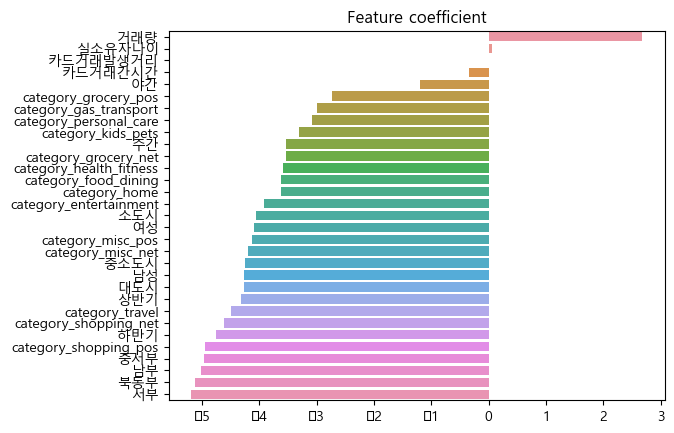 Feature coefficient
거래량
실소유자나이
카드거래발생거리
카드거래간시간
야간
category_grocery_pos
category_gas_transport
category_personal_care
category_kids_pets
주간
category_grocery_net
category_health_fitness
category_food_dining
category_home
category_entertainment
소도시
여성
category_misc_pos
category_misc_net
중소도시
남성
대도시
상반기
category_travel
category_shopping_net
하반기
category_shopping_pos
중서부
남부
북동부
서부
▯5 ▯4 ▯3 ▯2 ▯1 0 1 2 3